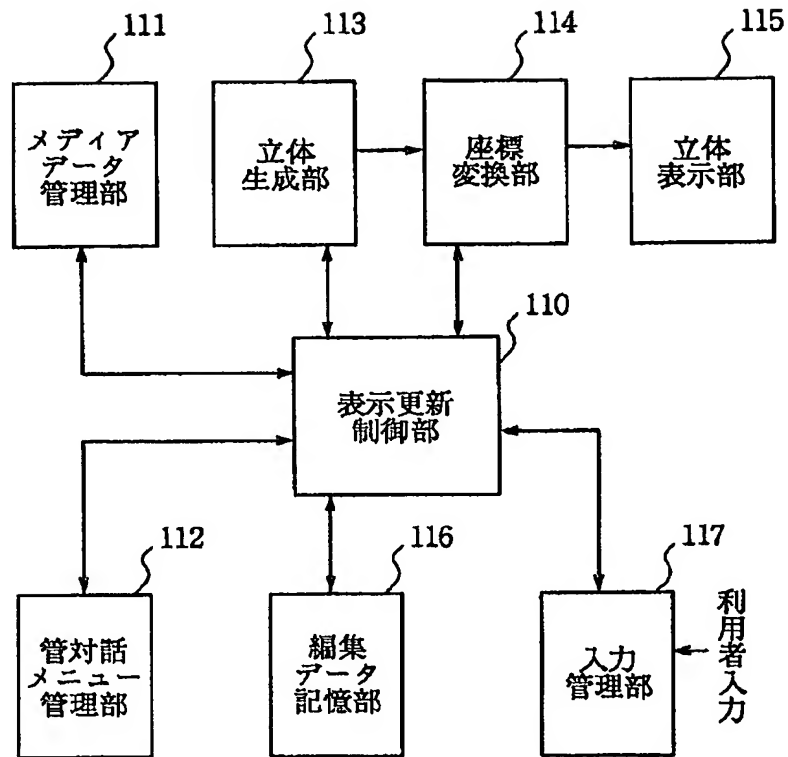 111
113
114
115
メディア
データ
管理部
立体
生成部
座標
変換部
立体
表示部
110
表示更新
制御部
112
116
117
管対話
メニュー
管理部
編集
データ
記憶部
入力
管理部
利用者入力